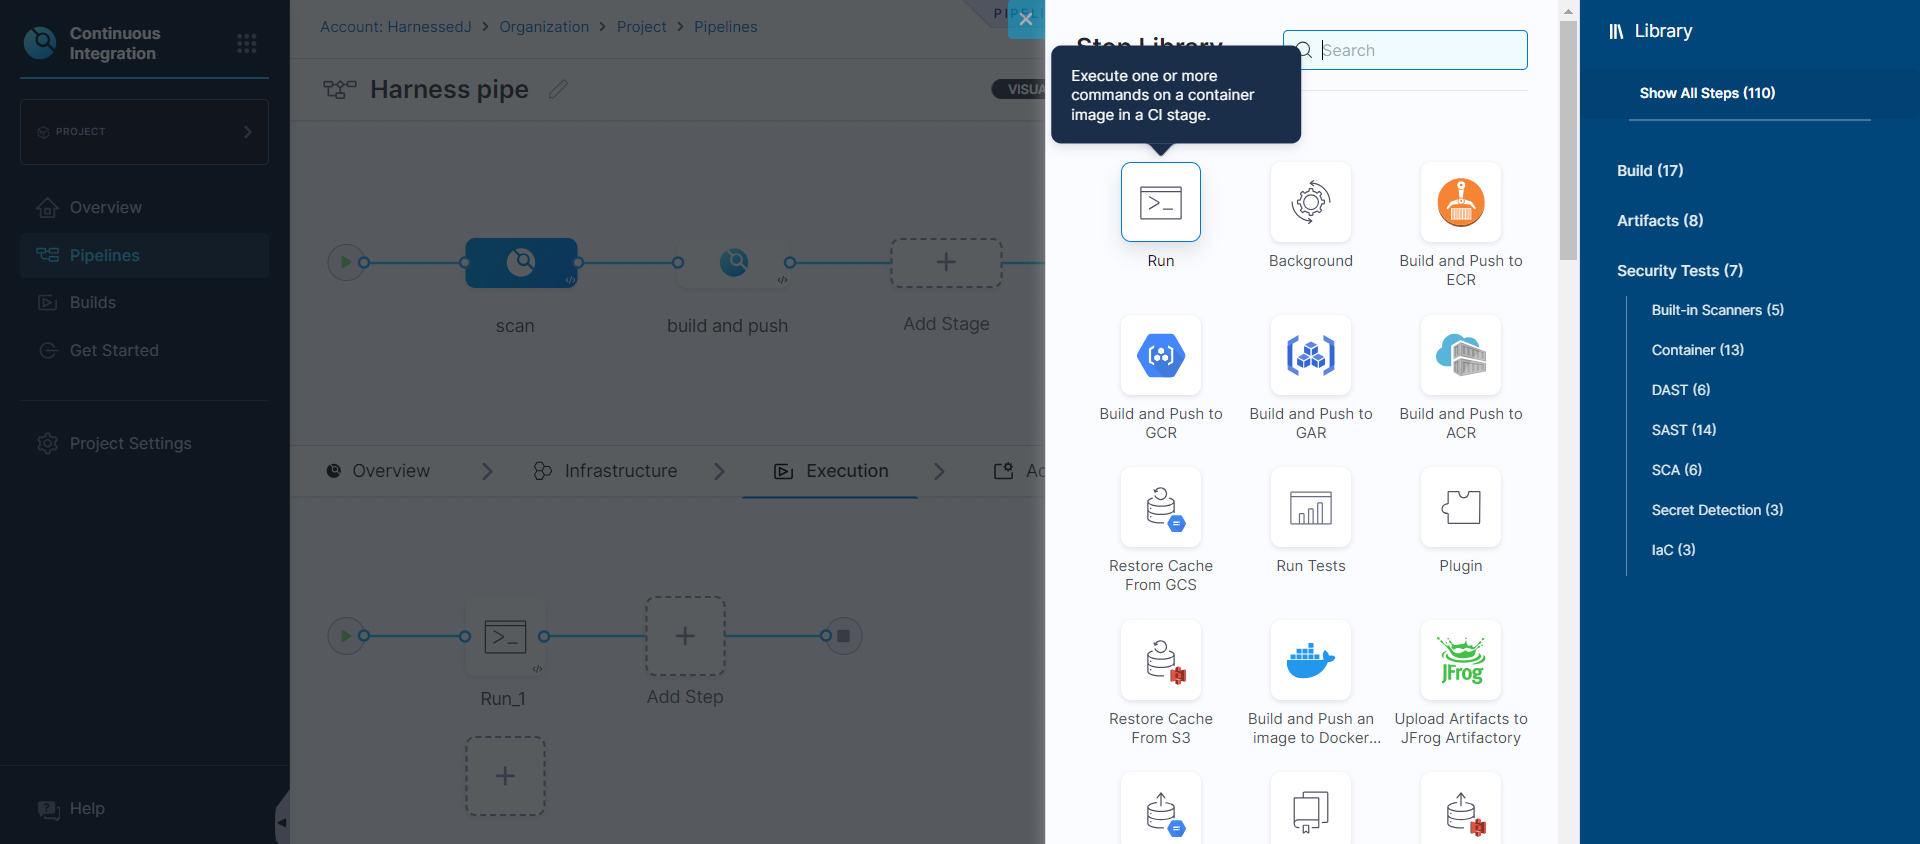 Continuous
Integration
PROJECT
Overview
Pipelines
Builds
Get Started
Project Settings
Help
Account: HarnessedJ > Organization > Project > Pipelines
Harness pipe
scan
build and push
Add Stage
Overview
Infrastructure
Execution
Run_1
Add Step
Step Library
Search
Execute one or more
commands on a container
image in a CI stage.
Run
Background
Build and Push to
ECR
Build and Push to
GCR
Build and Push to
GAR
Build and Push to
ACR
Restore Cache
From GCS
Run Tests
Plugin
Restore Cache
From S3
Build and Push an
image to Docker...
JFrog
Upload Artifacts to
JFrog Artifactory
Library
Show All Steps (110)
Build (17)
Artifacts (8)
Security Tests (7)
Built-in Scanners (5)
Container (13)
DAST (6)
SAST (14)
SCA (6)
Secret Detection (3)
IaC (3)